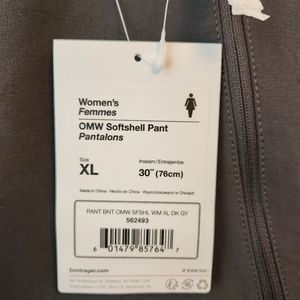 Women's
Femmes
OMW Softshell Pant
Pantalons
Size
XL
Inseam/Entrejambe
30" (76cm)
Made in China · Hecho en China · Wyprodukowano w Chinach
PANT BNT OMW SFSHL WM XL DK GY
562493
6 01479 85764
bontrager.com
TREK